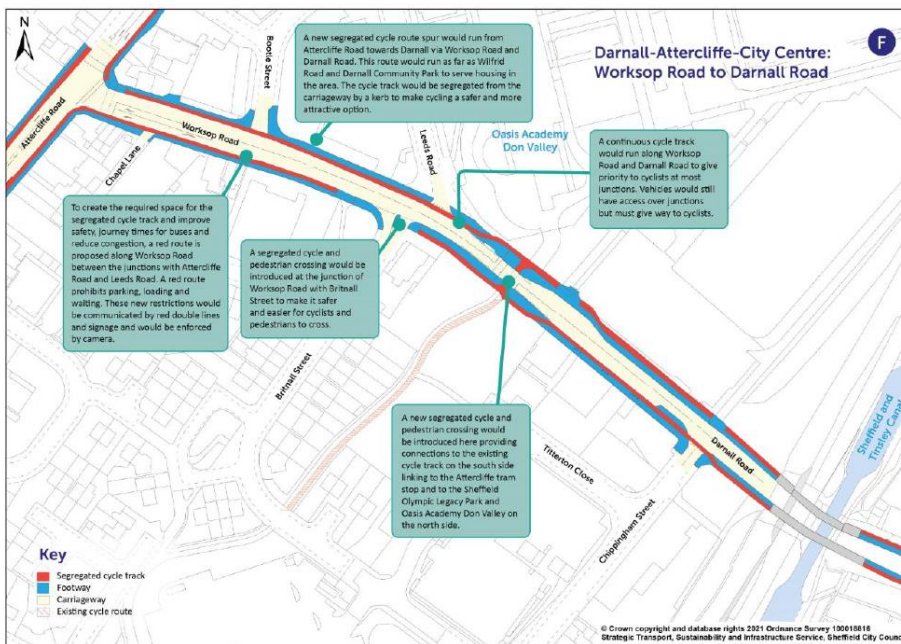 N
Darnall-Attercliffe-City Centre:
Worksop Road to Darnall Road
F
A new segregated cycle route spur would run from
Attercliffe Road towards Darnall via Worksop Road and
Darnall Road. This route would run as far as Wilfrid
Road and Darnall Community Park to serve housing in
the area. The cycle track would be segregated from the
carriageway by a kerb to make cycling a safer and more
attractive option.
Attercliffe Road
Bootle Street
Worksop Road
Chapel Lane
Leeds Road
Oasis Academy
Don Valley
A continuous cycle track
would run along Worksop
Road and Darnall Road to give
priority to cyclists at most
junctions. Vehicles would still
have access over junctions
but must give way to cyclists.
To create the required space for the
segregated cycle track and improve
safety, journey times for buses and
reduce congestion, a red route is
proposed along Worksop Road
between the junctions with Attercliffe
Road and Leeds Road. A red route
prohibits parking, loading and
waiting. These new restrictions would
be communicated by red double lines
and signage and would be enforced
by camera.
A segregated cycle and
pedestrian crossing would be
introduced at the junction of
Worksop Road with Britnall
Street to make it safer
and easier for cyclists and
pedestrians to cross.
Britnall Street
A new segregated cycle and
pedestrian crossing would
be introduced here providing
connections to the existing
cycle track on the south side
linking to the Attercliffe tram
stop and to the Sheffield
Olympic Legacy Park and
Oasis Academy Don Valley on
the north side.
Titterton Close
Chippingham Street
Darnall Road
Sheffield and
Tinsley Canal
Key
Segregated cycle track
Footway
Carriageway
Existing cycle route
© Crown copyright and database rights 2021 Ordnance Survey 100018816
Strategic Transport, Sustainability and Infrastructure Service, Sheffield City Counc